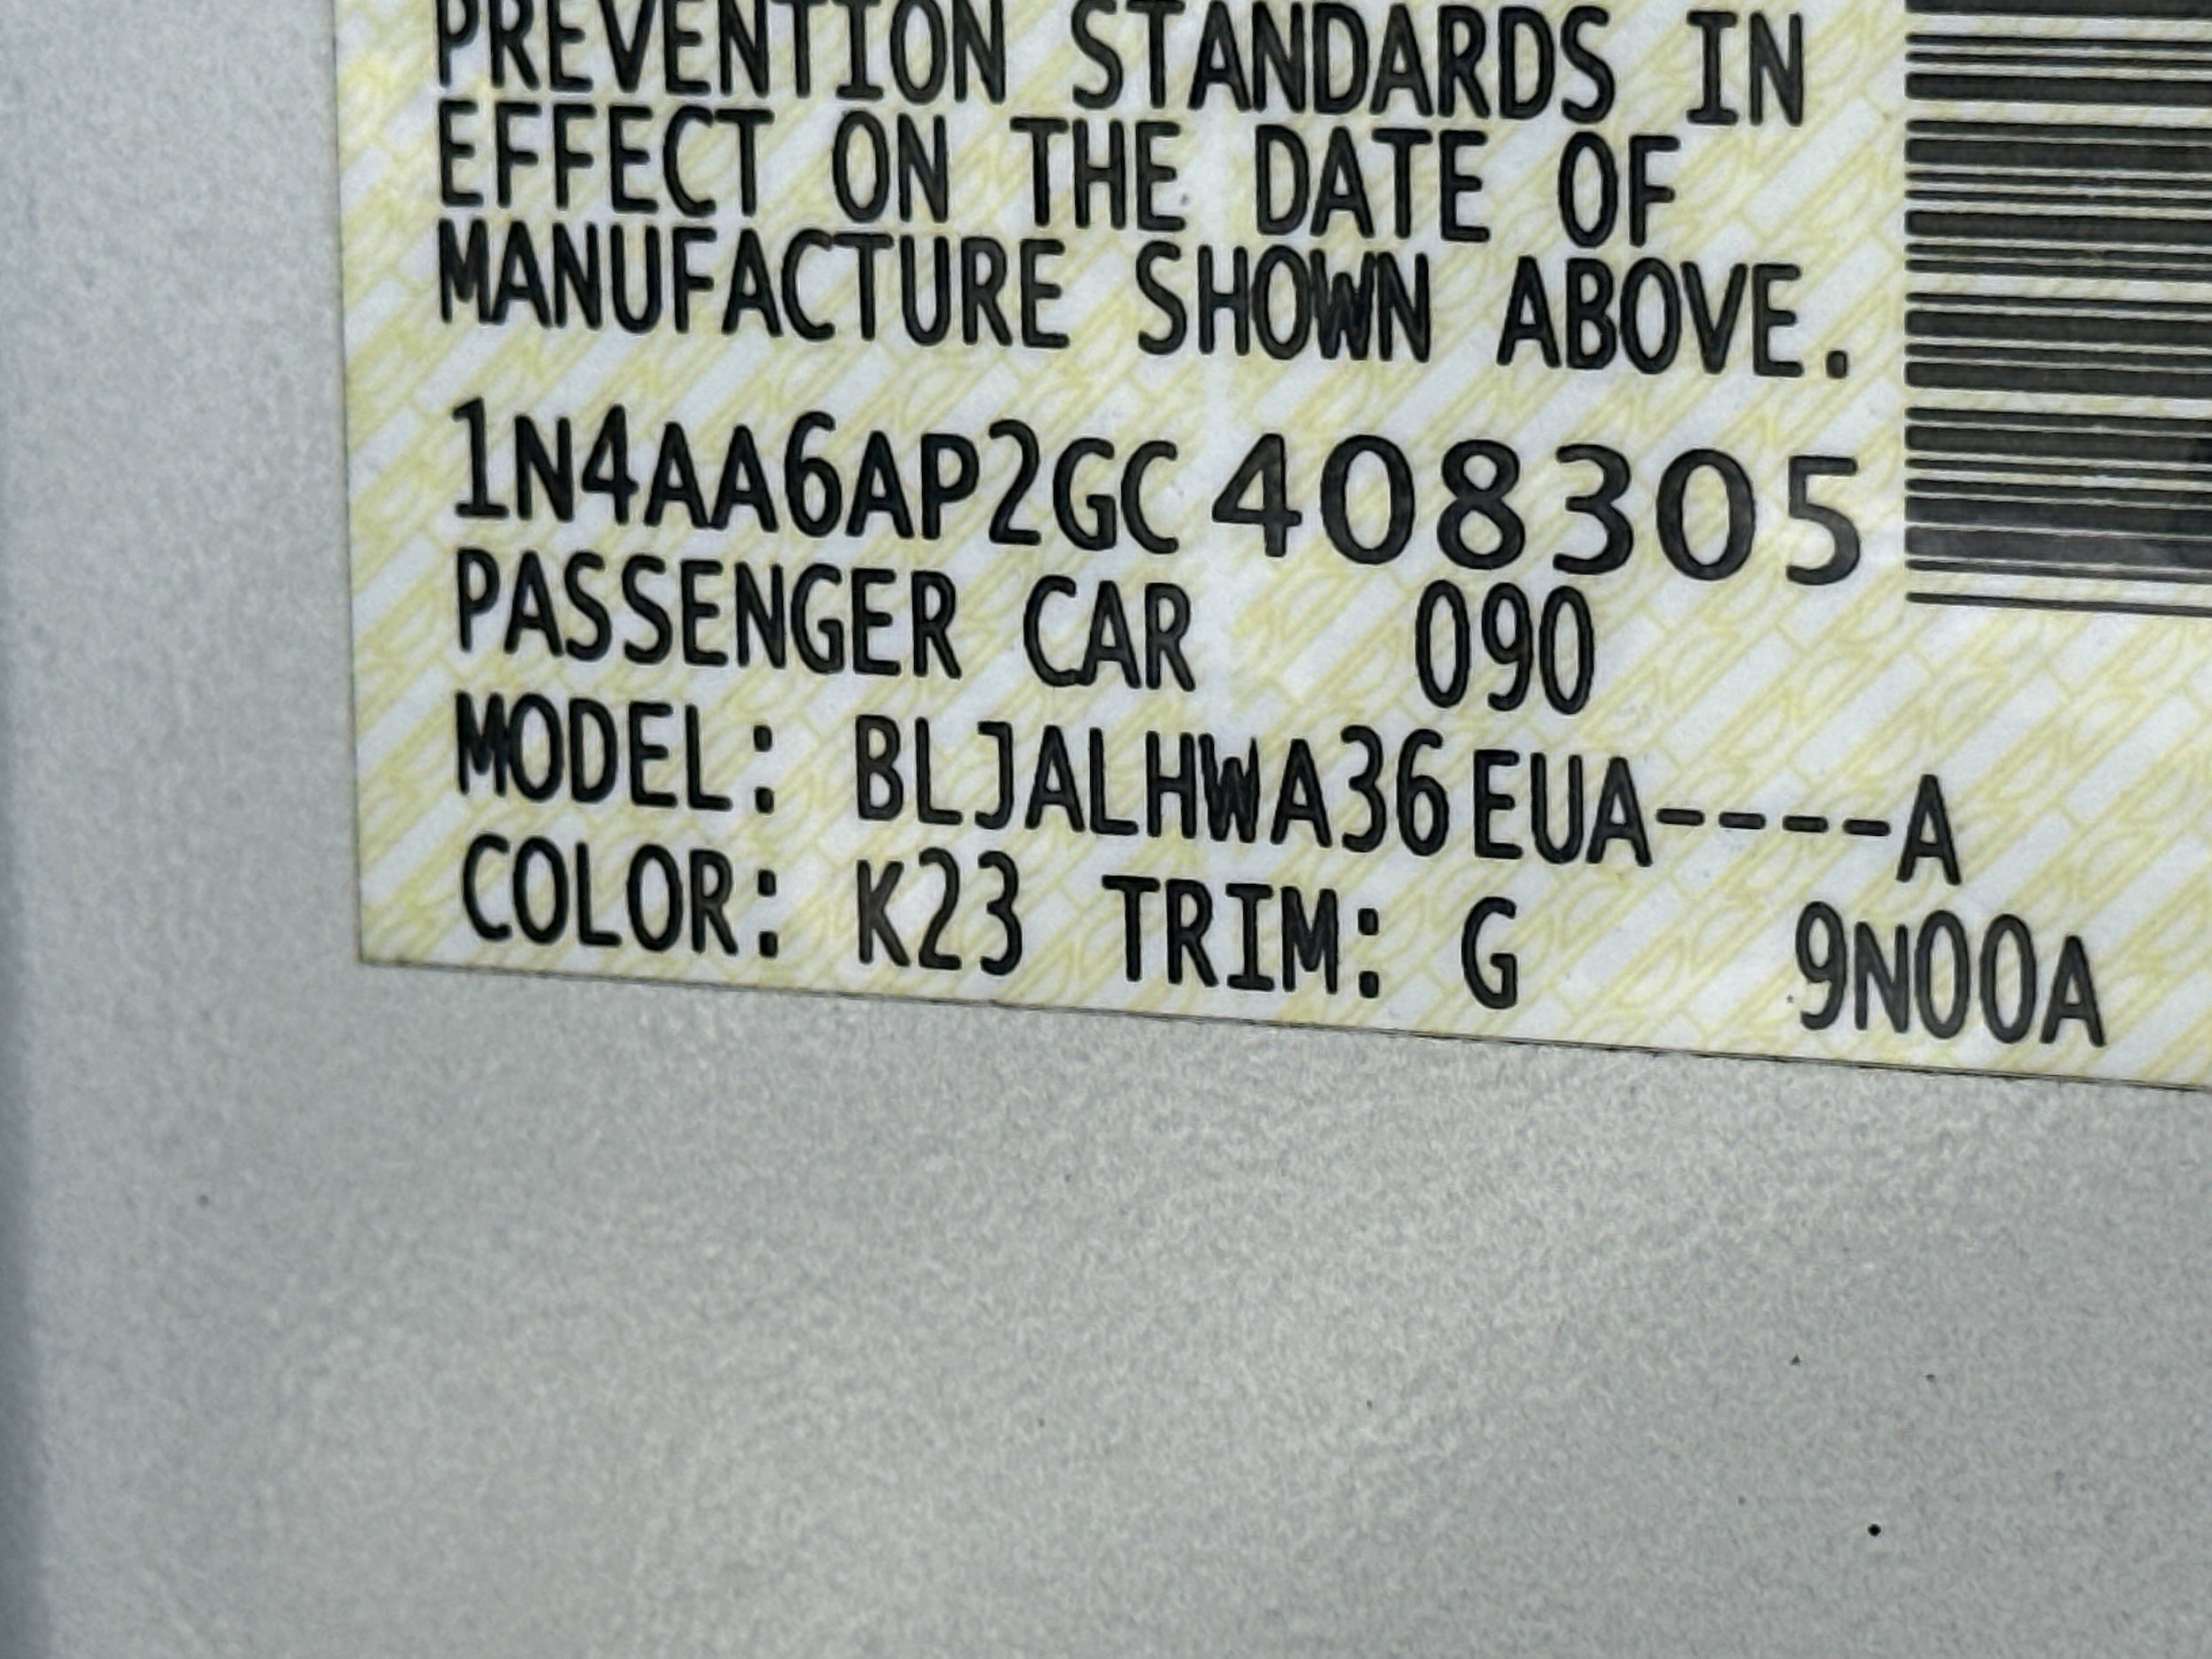 PREVENTION STANDARDS IN
EFFECT ON THE DATE OF
MANUFACTURE SHOWN ABOVE.
1N4AA6AP2GC408305
PASSENGER CAR 090
MODEL: BLJALHWA36EUA----A
COLOR: K23 TRIM: G 9N00A